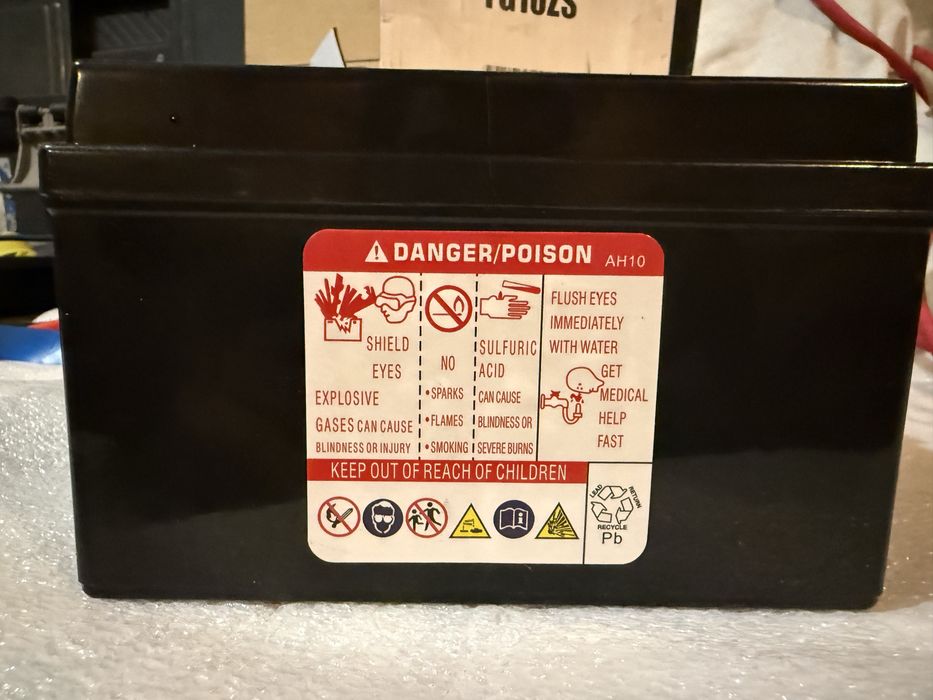 YG10ZS
DANGER/POISON AH10
SHIELD
EYES
EXPLOSIVE
GASES CAN CAUSE
BLINDNESS OR INJURY
NO
•SPARKS
•FLAMES
•SMOKING
SULFURIC
ACID
CAN CAUSE
BLINDNESS OR
SEVERE BURNS
FLUSH EYES
IMMEDIATELY
WITH WATER
GET
MEDICAL
HELP
FAST
KEEP OUT OF REACH OF CHILDREN
LEAD
RETURN
RECYCLE
Pb